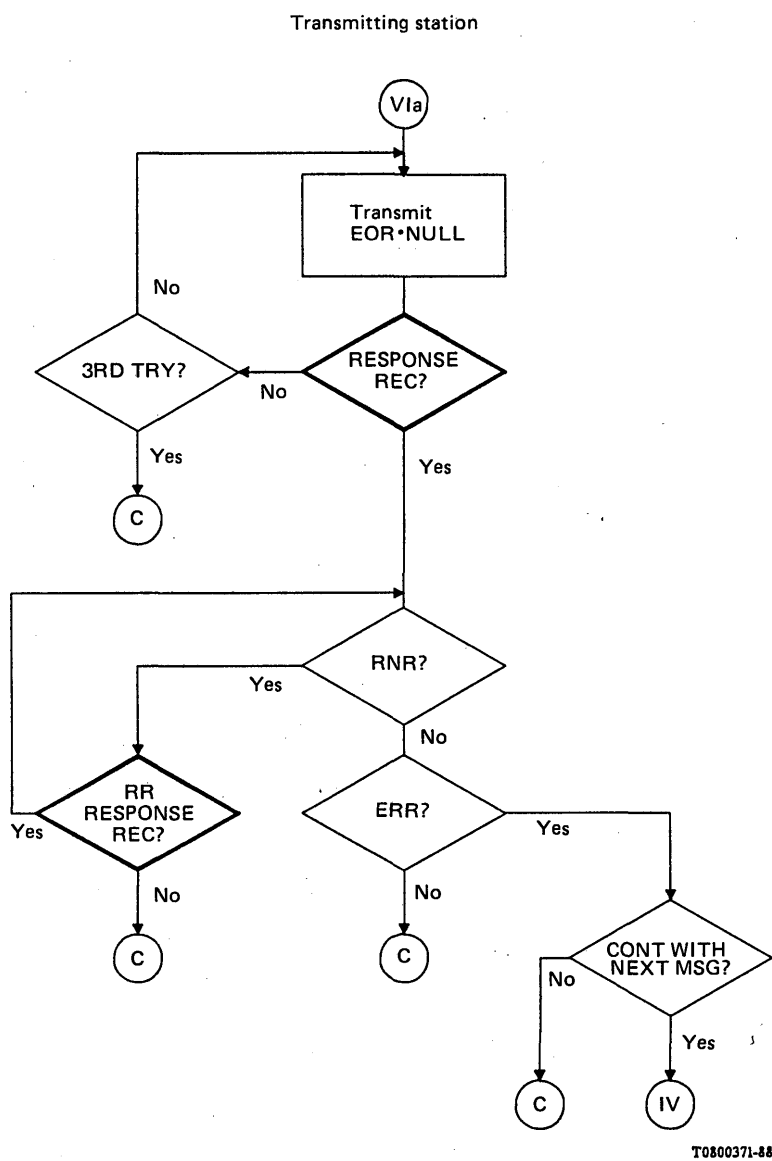 Transmitting station
VIa
Transmit
EOR•NULL
No
3RD TRY?
No
RESPONSE
REC?
Yes
Yes
C
RNR?
Yes
No
RR
RESPONSE
REC?
Yes
ERR?
Yes
No
No
C
C
CONT WITH
NEXT MSG?
No
Yes
C
IV
T0800371-88